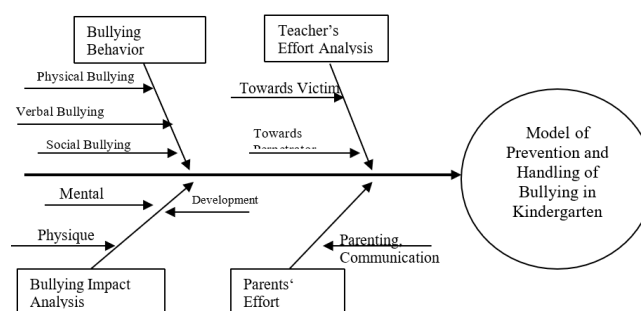 Bullying
Behavior
Teacher's
Effort Analysis
Physical Bullying
Verbal Bullying
Social Bullying
Towards Victim
Towards
Perpetrator
Model of
Prevention and
Handling of
Bullying in
Kindergarten
Mental
Development
Physique
Parenting,
Communication
Bullying Impact
Analysis
Parents‘
Effort